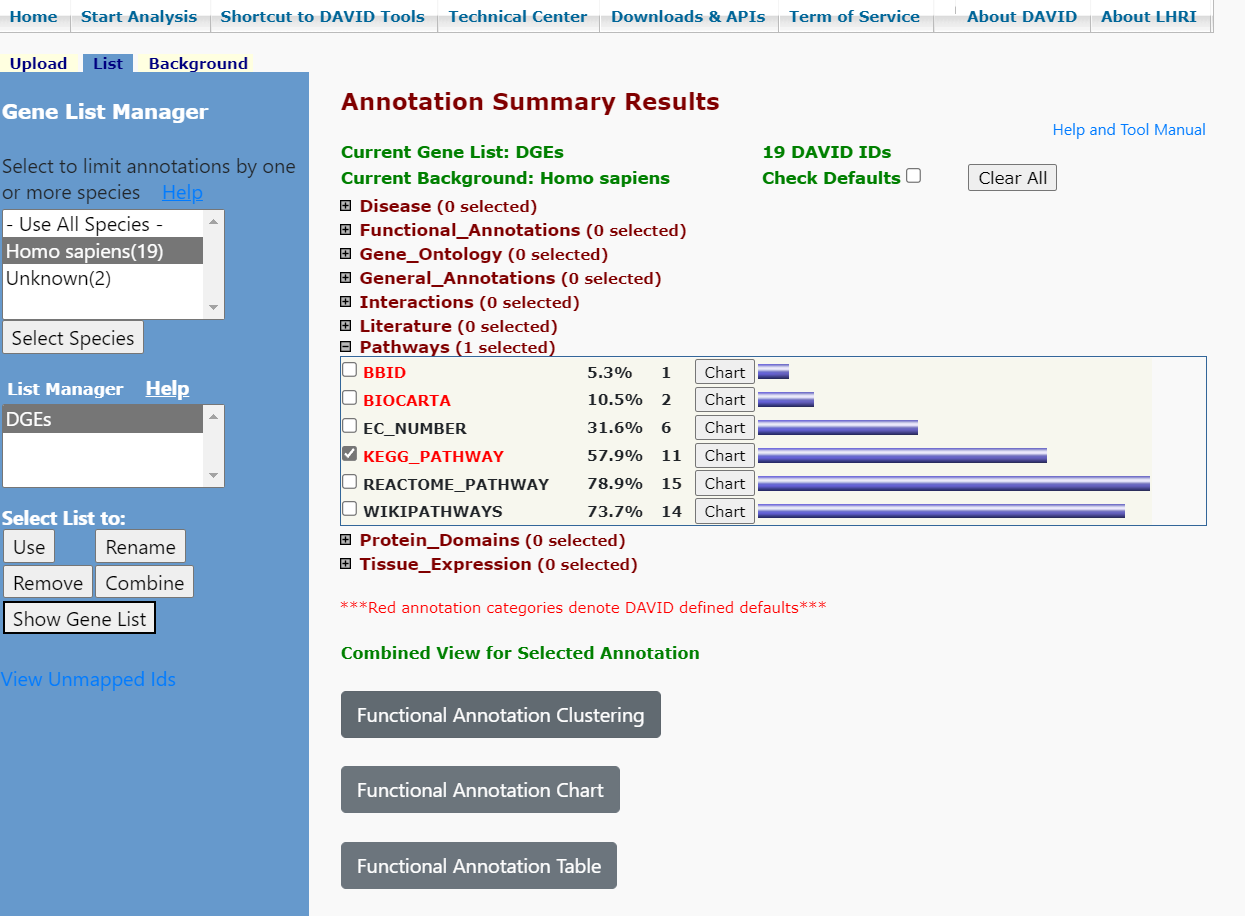 Home Start Analysis Shortcut to DAVID Tools Technical Center Downloads & APIs Term of Service About DAVID About LHRI
Upload List Background
Gene List Manager
Select to limit annotations by one
or more species Help
- Use All Species -
Homo sapiens(19)
Unknown(2)
Select Species
List Manager Help
DGEs
Select List to:
Use Rename
Remove Combine
Show Gene List
View Unmapped Ids
Annotation Summary Results
Help and Tool Manual
Current Gene List: DGEs 19 DAVID IDs
Current Background: Homo sapiens Check Defaults Clear All
Disease (0 selected)
Functional_Annotations (0 selected)
Gene_Ontology (0 selected)
General_Annotations (0 selected)
Interactions (0 selected)
Literature (0 selected)
Pathways (1 selected)
BBID 5.3% 1 Chart
BIOCARTA 10.5% 2 Chart
EC_NUMBER 31.6% 6 Chart
KEGG_PATHWAY 57.9% 11 Chart
REACTOME_PATHWAY 78.9% 15 Chart
WIKIPATHWAYS 73.7% 14 Chart
Protein_Domains (0 selected)
Tissue_Expression (0 selected)
***Red annotation categories denote DAVID defined defaults***
Combined View for Selected Annotation
Functional Annotation Clustering
Functional Annotation Chart
Functional Annotation Table